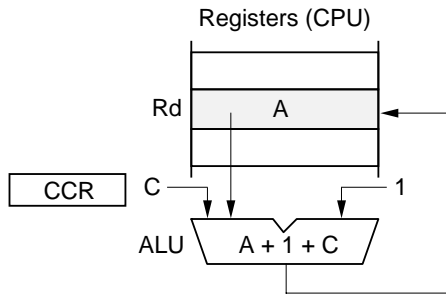 Registers (CPU)
Rd
A
CCR
C
1
ALU
A + 1 + C